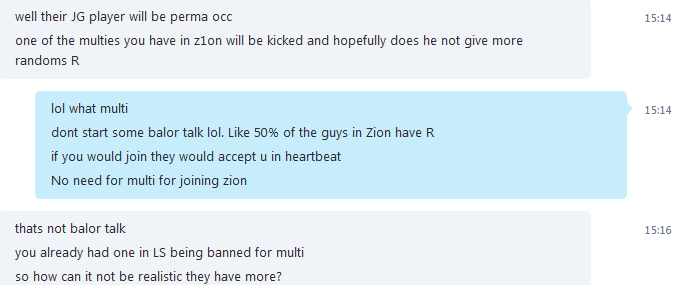 well their JG player will be perma occ
15:14
one of the multies you have in z1on will be kicked and hopefully does he not give more
randoms R
lol what multi
15:14
dont start some balor talk lol. Like 50% of the guys in Zion have R
if you would join they would accept u in heartbeat
No need for multi for joining zion
thats not balor talk
15:16
you already had one in LS being banned for multi
so how can it not be realistic they have more?